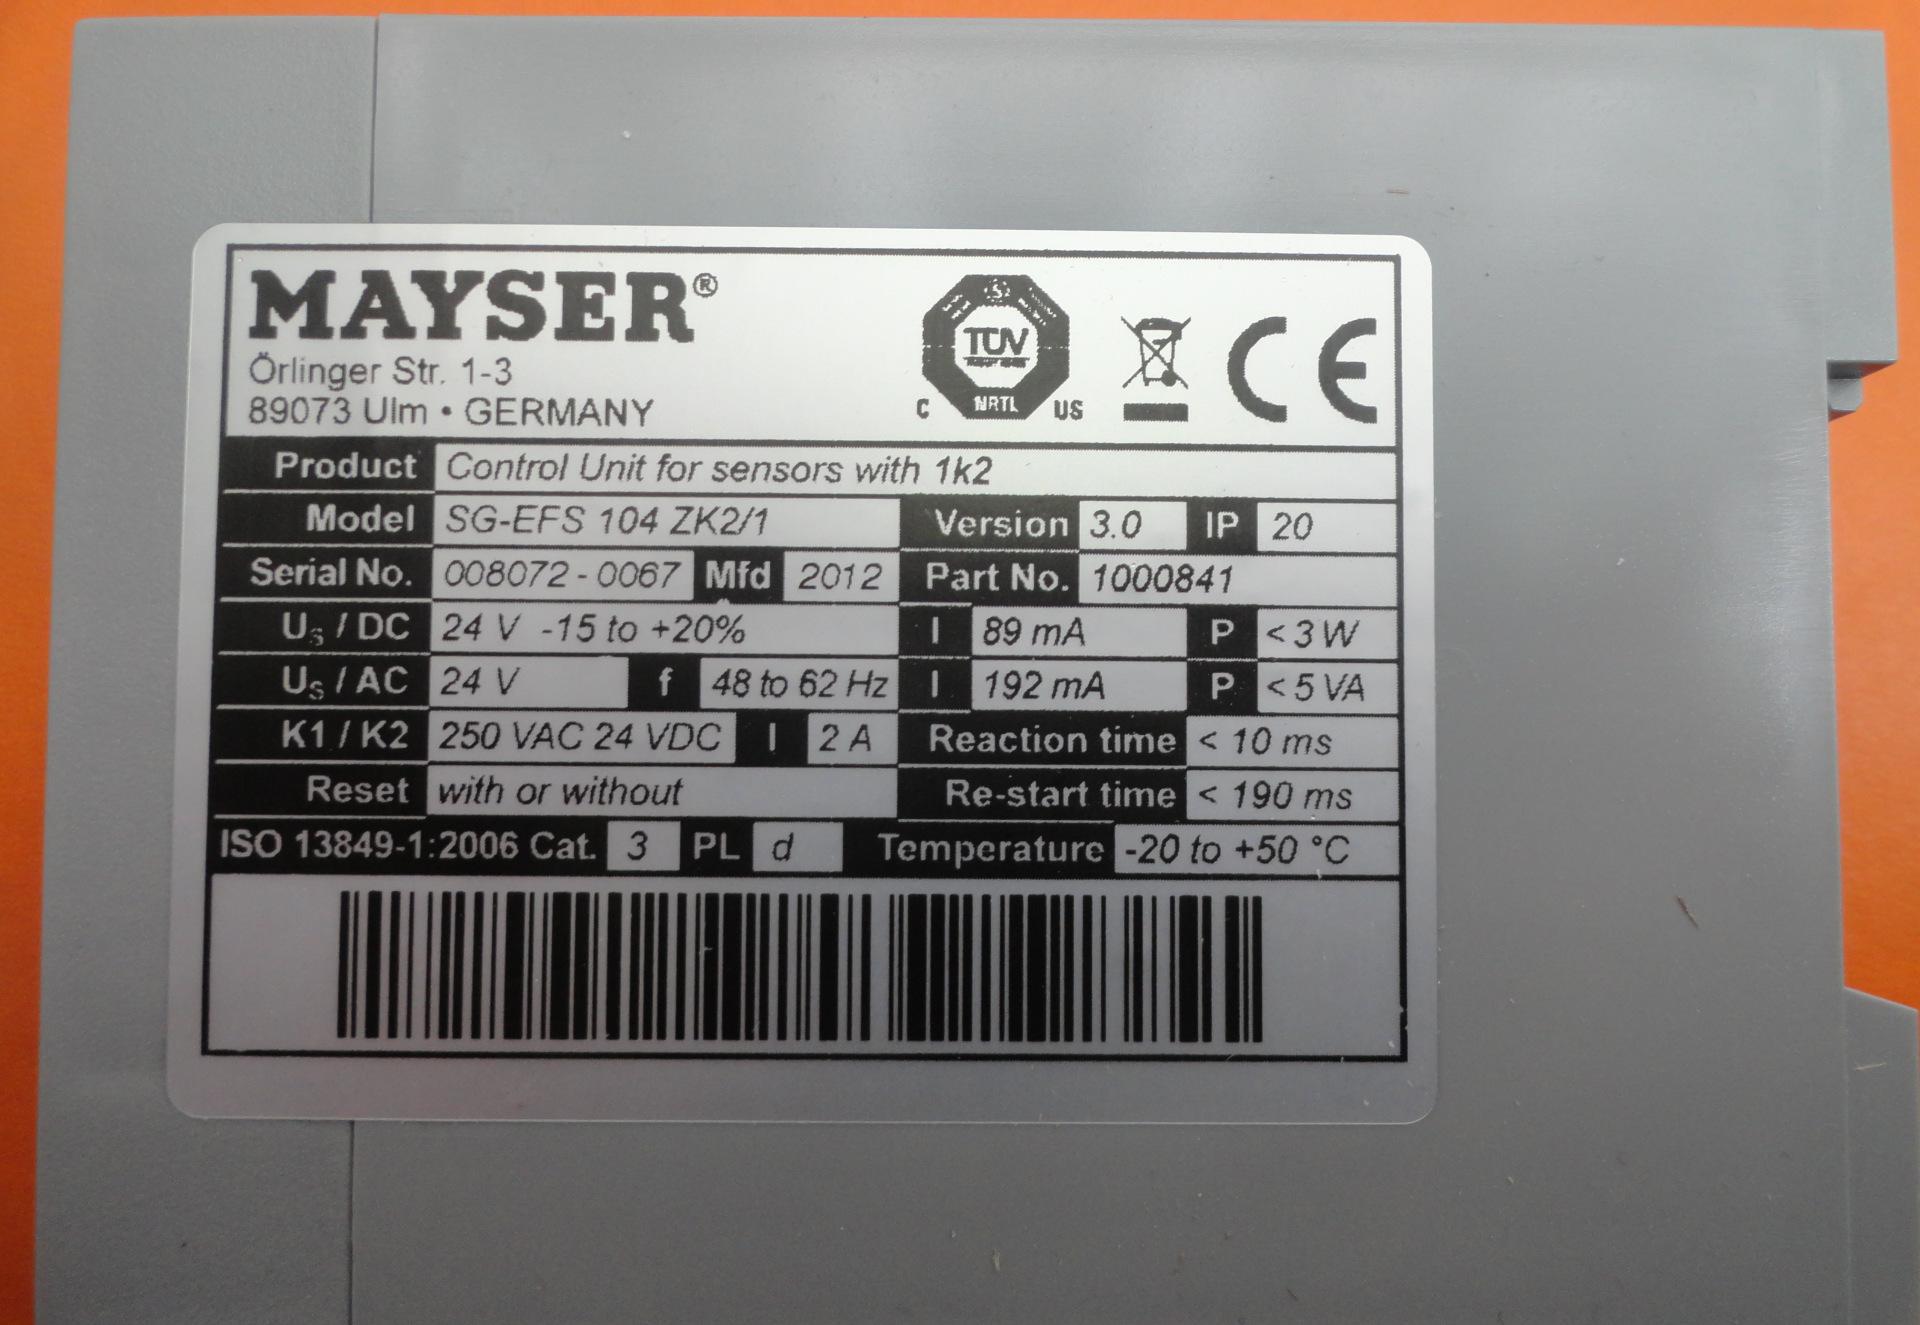 MAYSER®
Örlinger Str. 1-3
89073 Ulm • GERMANY
TÜV
NRTL
C US
CE
Product Control Unit for sensors with 1k2
Model SG-EFS 104 ZK2/1 Version 3.0 IP 20
Serial No. 008072-0067 Mfd 2012 Part No. 1000841
Us / DC 24 V -15 to +20% I 89 mA P < 3 W
Us / AC 24 V f 48 to 62 Hz I 192 mA P < 5 VA
K1 / K2 250 VAC 24 VDC I 2 A Reaction time < 10 ms
Reset with or without Re-start time < 190 ms
ISO 13849-1:2006 Cat. 3 PL d Temperature -20 to +50 °C